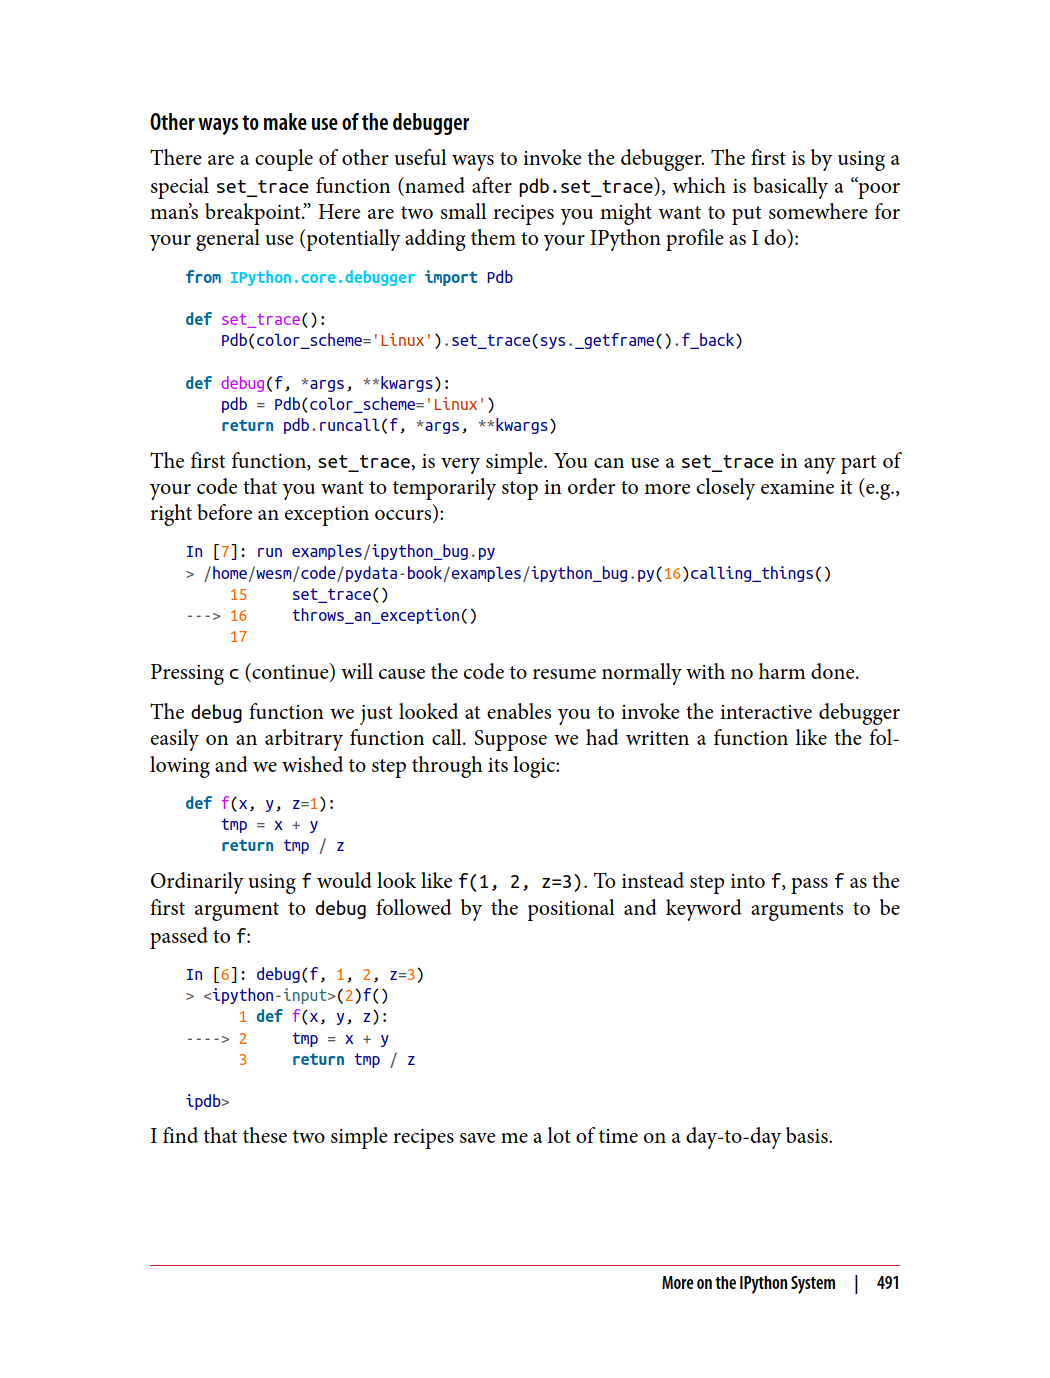 Other ways to make use of the debugger
There are a couple of other useful ways to invoke the debugger. The first is by using a
special set_trace function (named after pdb.set_trace), which is basically a “poor
man’s breakpoint.” Here are two small recipes you might want to put somewhere for
your general use (potentially adding them to your IPython profile as I do):
from IPython.core.debugger import Pdb
def set_trace():
    Pdb(color_scheme='Linux').set_trace(sys._getframe().f_back)
def debug(f, *args, **kwargs):
    pdb = Pdb(color_scheme='Linux')
    return pdb.runcall(f, *args, **kwargs)
The first function, set_trace, is very simple. You can use a set_trace in any part of
your code that you want to temporarily stop in order to more closely examine it (e.g.,
right before an exception occurs):
In [7]: run examples/ipython_bug.py
> /home/wesm/code/pydata-book/examples/ipython_bug.py(16)calling_things()
     15     set_trace()
---> 16     throws_an_exception()
     17
Pressing c (continue) will cause the code to resume normally with no harm done.
The debug function we just looked at enables you to invoke the interactive debugger
easily on an arbitrary function call. Suppose we had written a function like the fol-
lowing and we wished to step through its logic:
def f(x, y, z=1):
    tmp = x + y
    return tmp / z
Ordinarily using f would look like f(1, 2, z=3). To instead step into f, pass f as the
first argument to debug followed by the positional and keyword arguments to be
passed to f:
In [6]: debug(f, 1, 2, z=3)
> <ipython-input>(2)f()
      1 def f(x, y, z):
----> 2     tmp = x + y
      3     return tmp / z
ipdb>
I find that these two simple recipes save me a lot of time on a day-to-day basis.
More on the IPython System | 491